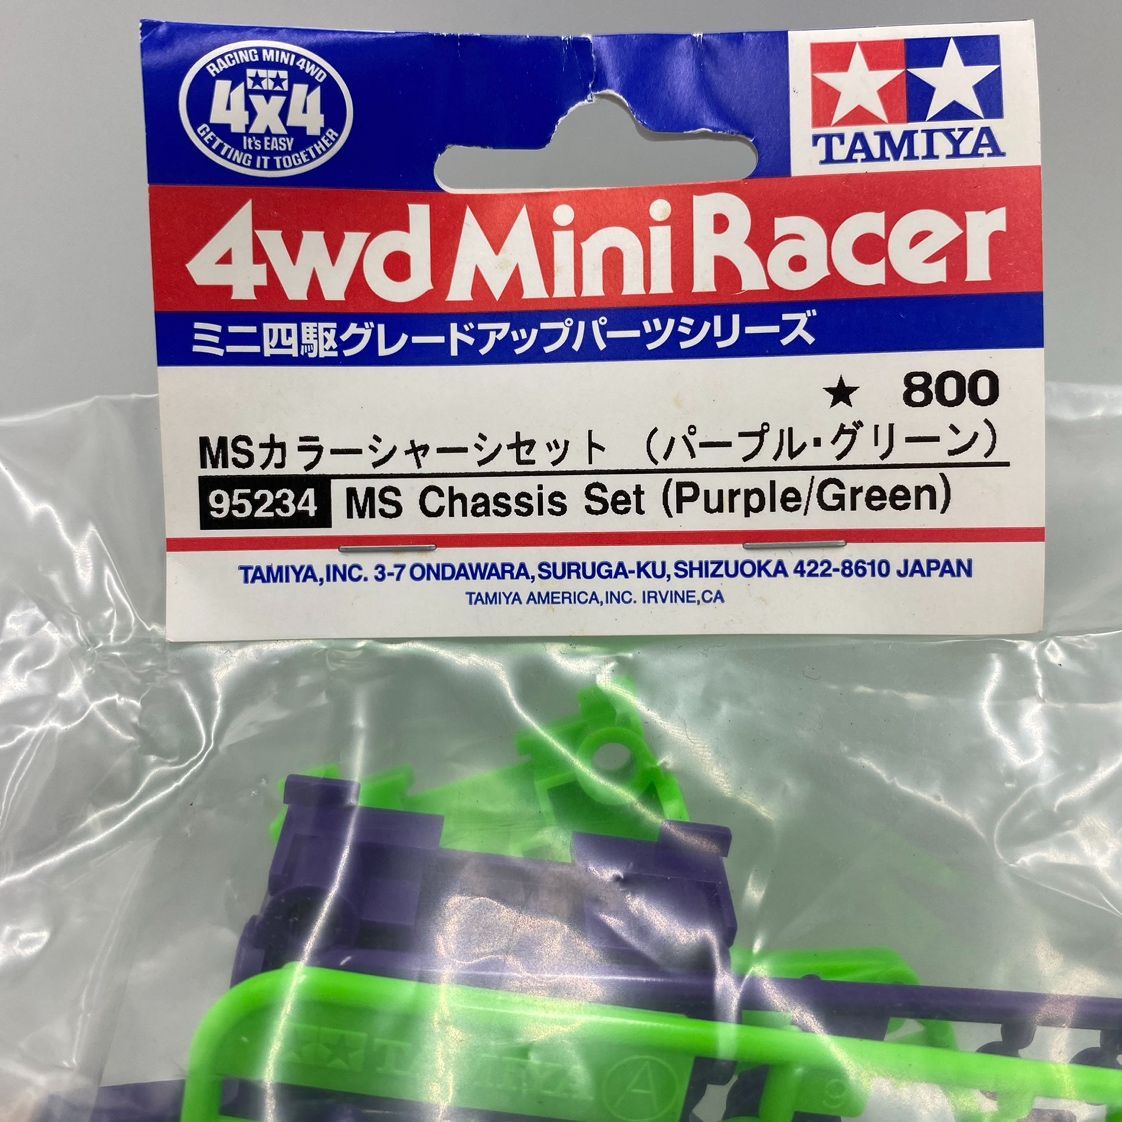 RACING MINI 4WD
4x4
It's EASY
GETTING IT TOGETHER
TAMIYA
4wd Mini Racer
ミニ四駆グレードアップパーツシリーズ
★ 800
MSカラーシャーシセット (パープル・グリーン)
95234 MS Chassis Set (Purple/Green)
TAMIYA, INC. 3-7 ONDAWARA, SURUGA-KU, SHIZUOKA 422-8610 JAPAN
TAMIYA AMERICA, INC. IRVINE, CA
A